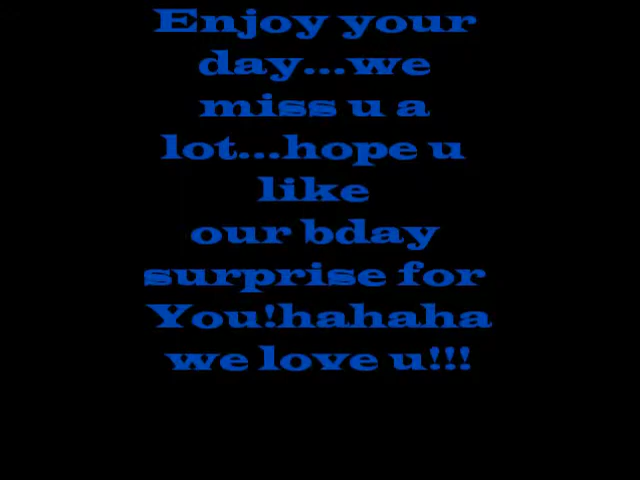 Enjoy your
day...we
miss u a
lot...hope u
like
our bday
surprise for
You!hahaha
we love u!!!